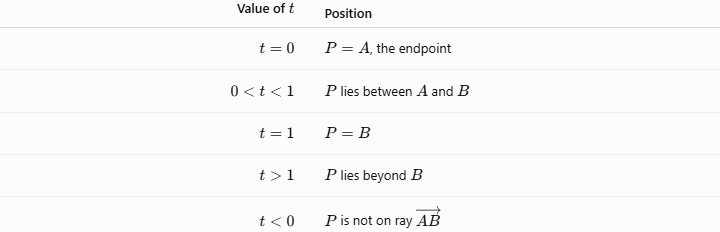 Value of t Position
t = 0 P = A, the endpoint
0 < t < 1 P lies between A and B
t = 1 P = B
t > 1 P lies beyond B
t < 0 P is not on ray \overrightarrow{AB}